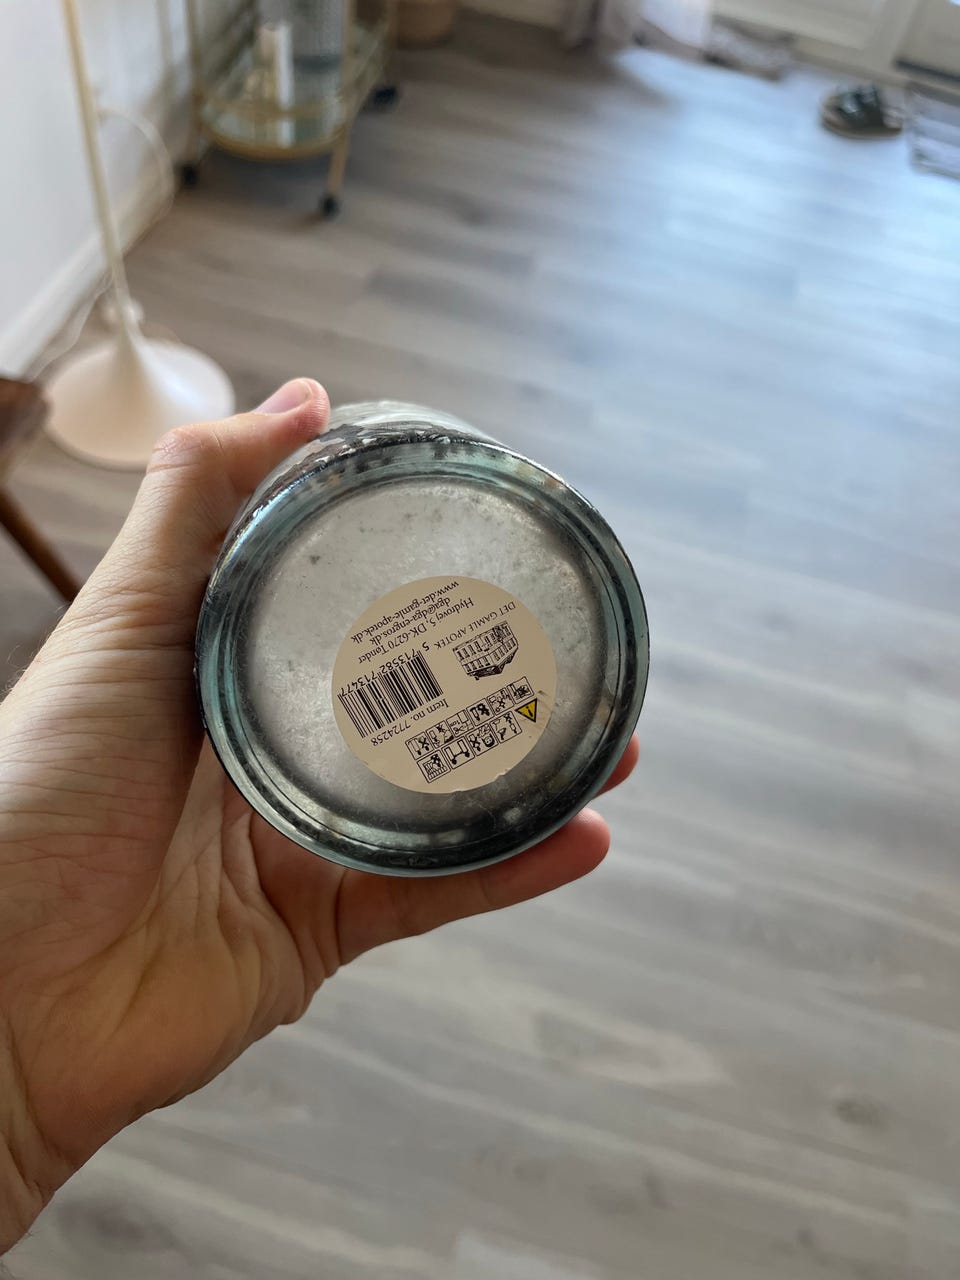 Item no. 7724258
5 713582 713477
DET GAMLE APOTEK
Hydrovej 5, DK-6270 Tønder
dga@dga-engros.dk
www.det-gamle-apotek.dk